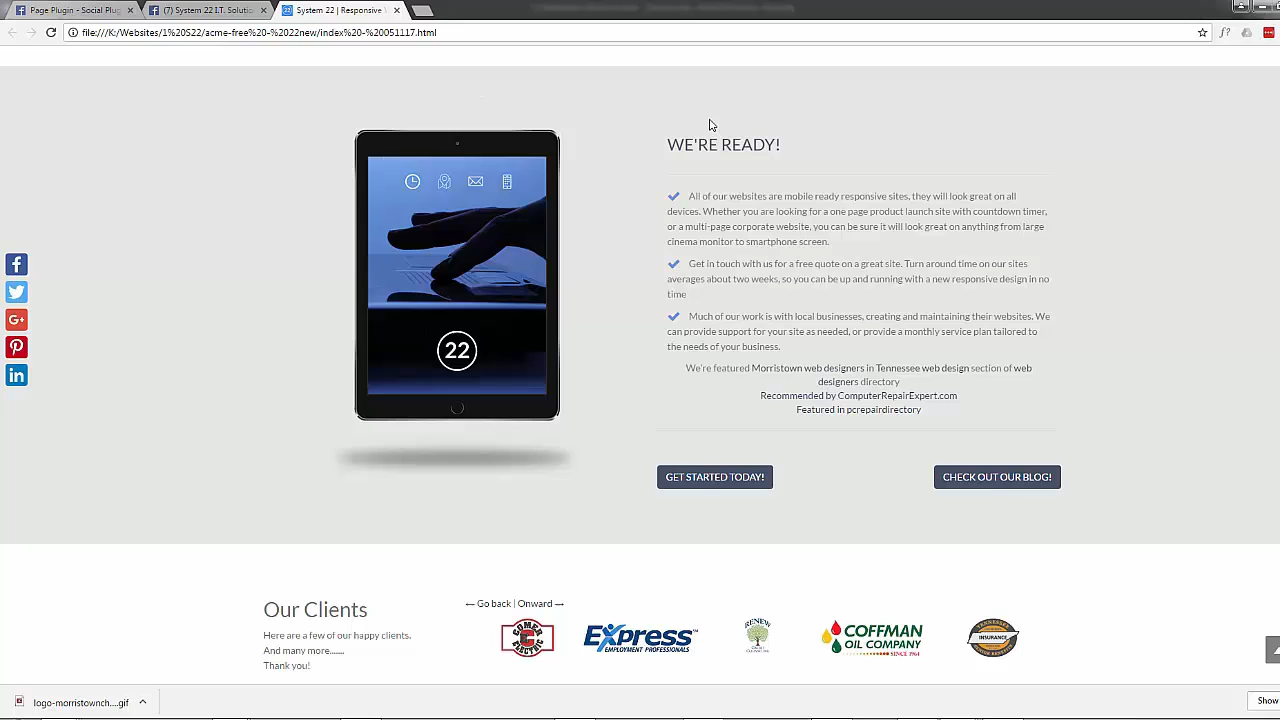 Page Plugin - Social Plug
(7) System 22 I.T. Solutio
System 22 | Responsive
file:///K:/Websites/1%20S22/acme-free%20-%2022new/index%20-%20051117.html
WE'RE READY!
All of our websites are mobile ready responsive sites, they will look great on all
devices. Whether you are looking for a one page product launch site with countdown timer,
or a multi-page corporate website, you can be sure it will look great on anything from large
cinema monitor to smartphone screen.
Get in touch with us for a free quote on a great site. Turn around time on our sites
averages about two weeks, so you can be up and running with a new responsive design in no
time
Much of our work is with local businesses, creating and maintaining their websites. We
can provide support for your site as needed, or provide a monthly service plan tailored to
the needs of your business.
We're featured Morristown web designers in Tennessee web design section of web
designers directory
Recommended by ComputerRepairExpert.com
Featured in pcrepairdirectory
22
GET STARTED TODAY!
CHECK OUT OUR BLOG!
Our Clients
← Go back | Onward →
Here are a few of our happy clients.
And many more.......
Thank you!
COMER
ELECTRIC
Express
EMPLOYMENT PROFESSIONALS
RENEW
COFFMAN
OIL COMPANY
SINCE 1964
TENNESSEE
INSURANCE
logo-morristownch....gif
Show